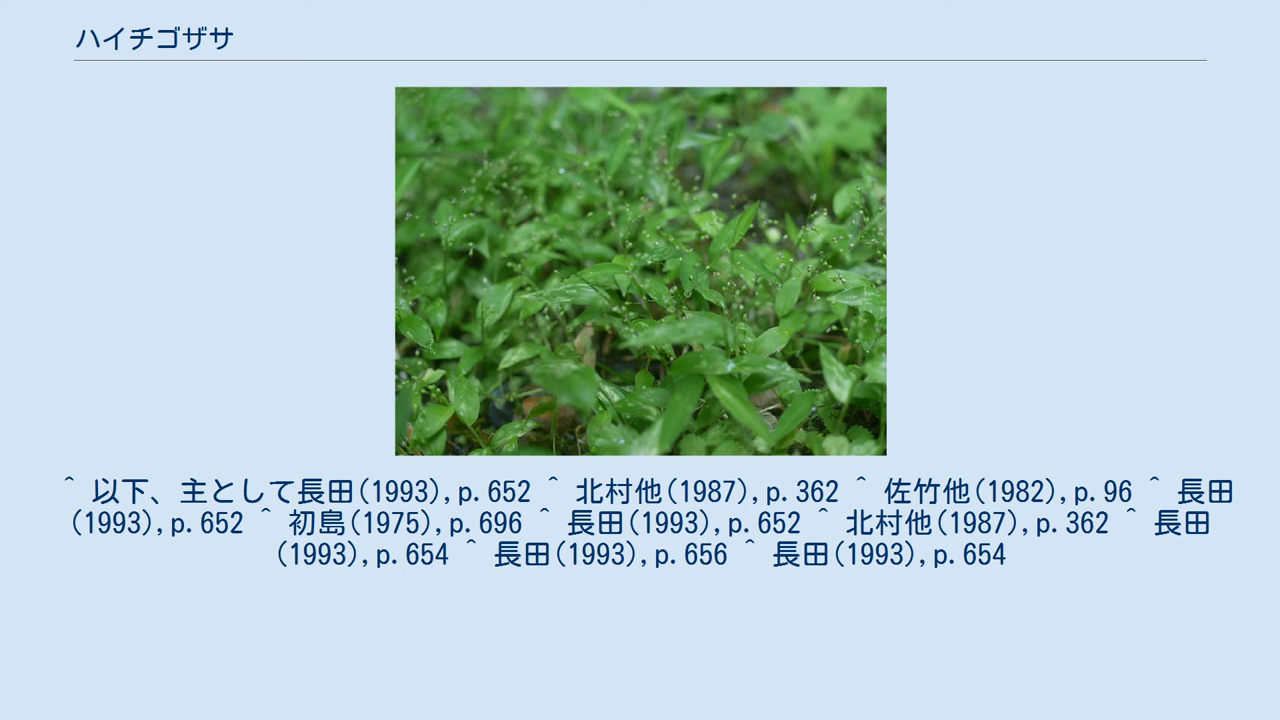 ハイチゴザサ
^ 以下、主として長田(1993),p.652 ^ 北村他(1987),p.362 ^ 佐竹他(1982),p.96 ^ 長田
(1993),p.652 ^ 初島(1975),p.696 ^ 長田(1993),p.652 ^ 北村他(1987),p.362 ^ 長田
(1993),p.654 ^ 長田(1993),p.656 ^ 長田(1993),p.654